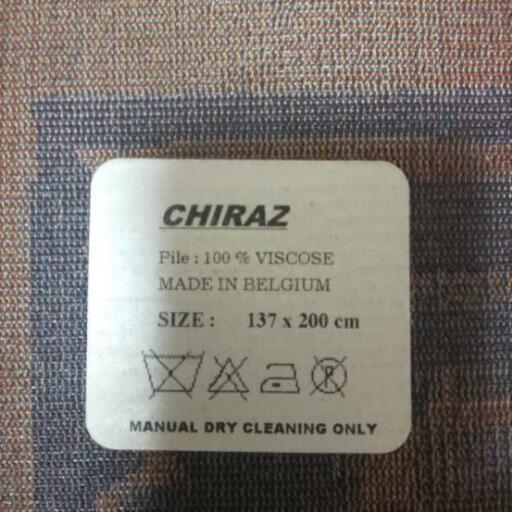 CHIRAZ
Pile : 100 % VISCOSE
MADE IN BELGIUM
SIZE : 137 x 200 cm
P
MANUAL DRY CLEANING ONLY